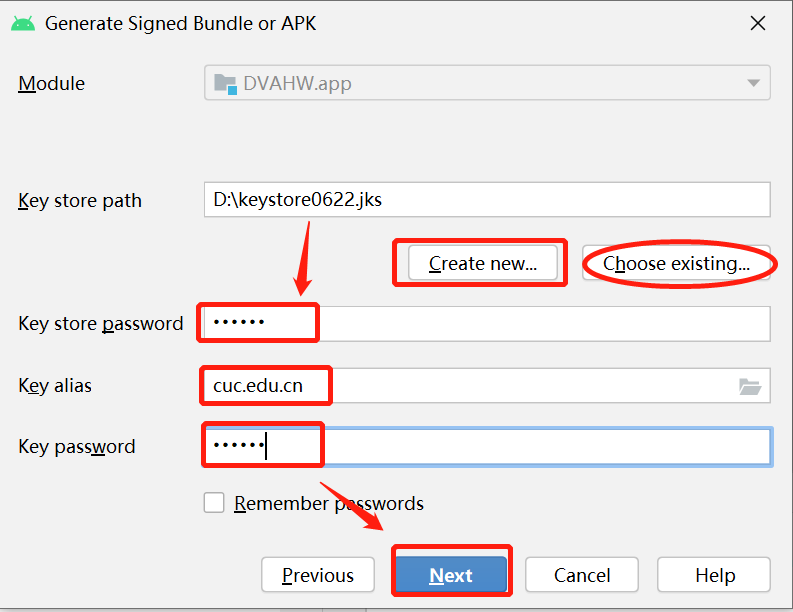 Generate Signed Bundle or APK
Module
DVAHW.app
Key store path
D:\keystore0622.jks
Create new...
Choose existing...
Key store password
••••••
Key alias
cuc.edu.cn
Key password
••••••
Remember passwords
Previous
Next
Cancel
Help